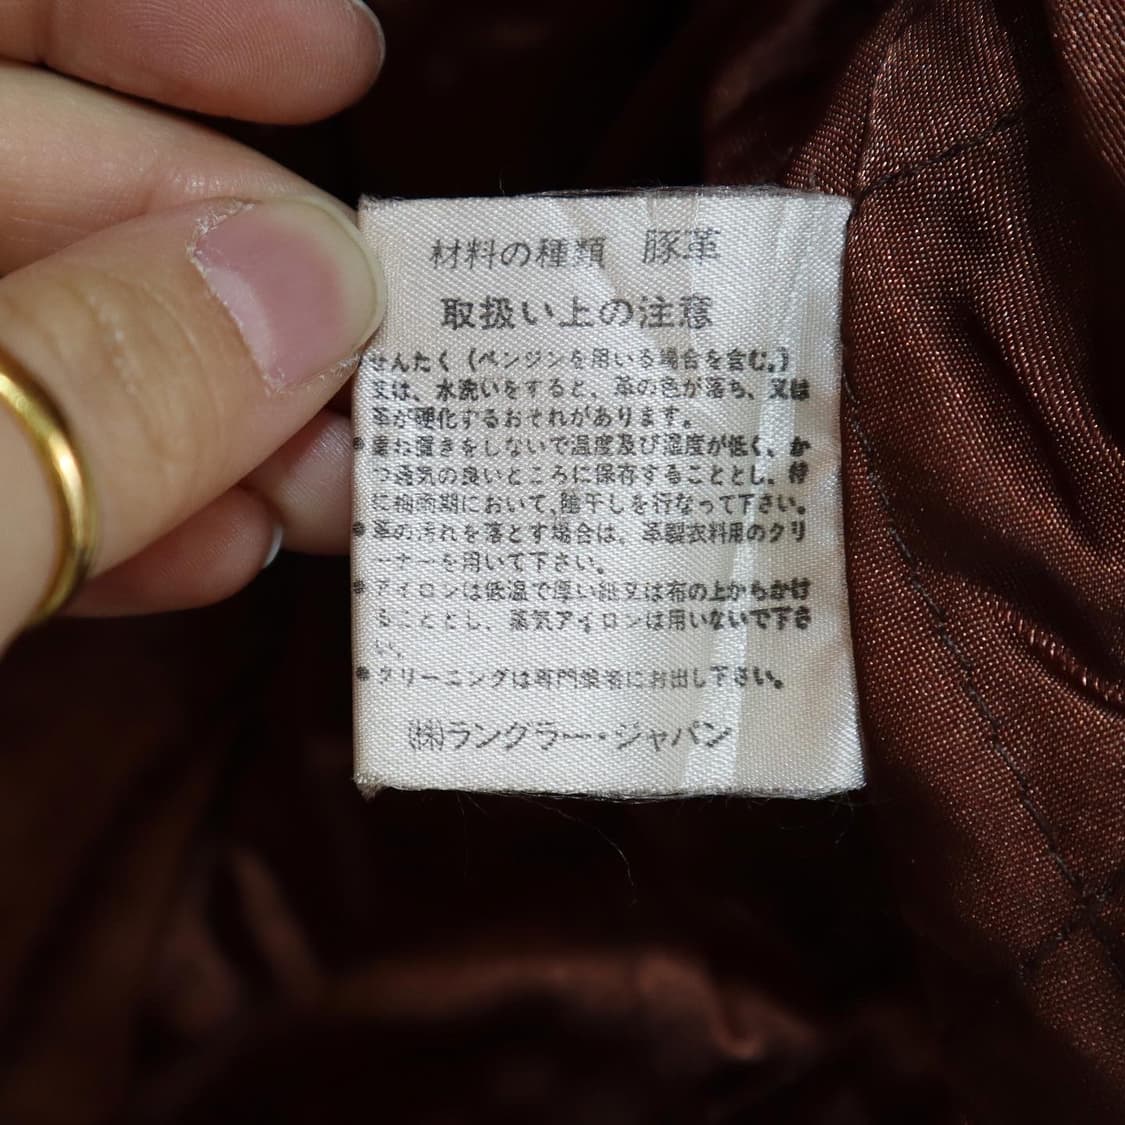 材料の種類 豚革
取扱い上の注意
せんたく（ベンジンを用いる場合を含む。）
又は、水洗いをすると、革の色が落ち、又は
革が硬化するおそれがあります。
●重ね置きをしないで温度及び湿度が低く、か
つ通気の良いところに保存することとし、特
に梅雨期において、陰干しを行なって下さい。
●革の汚れを落とす場合は、革製衣料用のクリ
ーナーを用いて下さい。
●アイロンは低温で厚い紙又は布の上からかけ
ることとし、蒸気アイロンは用いないで下さ
い。
●クリーニングは専門業者にお出し下さい。
㈱ラングラー・ジャパン